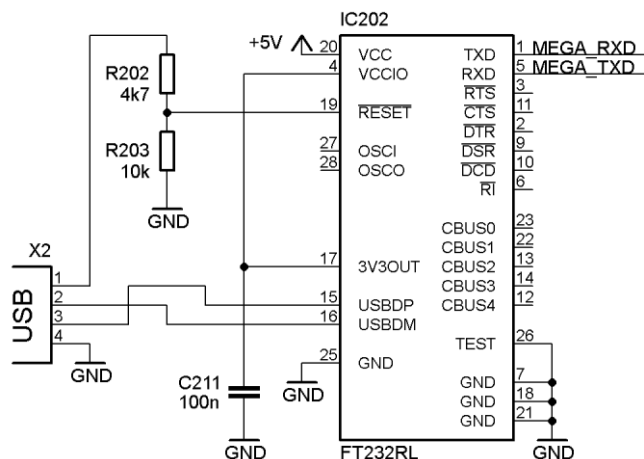 IC202
+5V
20 VCC TXD 1 MEGA_RXD
4 VCCIO RXD 5 MEGA_TXD
RTS 3
R202
4k7
19 RESET CTS 11
DTR 2
R203
10k
27 OSCI DSR 9
28 OSCO DCD 10
RI 6
GND
CBUS0 23
CBUS1 22
X2
17 3V3OUT CBUS2 13
1
CBUS3 14
USB
2
15 USBDP CBUS4 12
3
16 USBDM
4
TEST 26
25 GND
GND
C211
100n
GND
GND 7
GND 18
GND 21
GND
GND
FT232RL